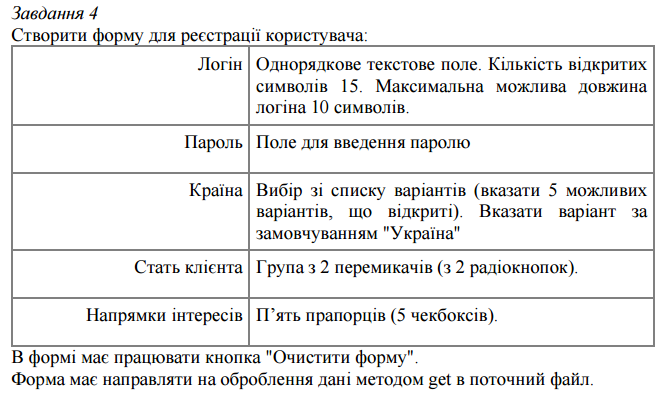 Завдання 4
Створити форму для реєстрації користувача:
Логін
Однорядкове текстове поле. Кількість відкритих
символів 15. Максимальна можлива довжина
логіна 10 символів.
Пароль
Поле для введення паролю
Країна
Вибір зі списку варіантів (вказати 5 можливих
варіантів, що відкриті). Вказати варіант за
замовчуванням "Україна"
Стать клієнта
Група з 2 перемикачів (з 2 радіокнопок).
Напрямки інтересів
П’ять прапорців (5 чекбоксів).
В формі має працювати кнопка "Очистити форму".
Форма має направляти на оброблення дані методом get в поточний файл.